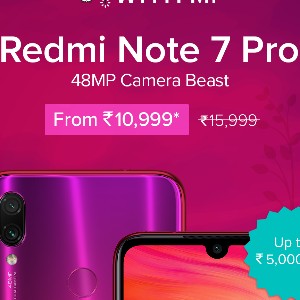 Redmi Note 7 Pro
48MP Camera Beast
From ₹10,999* ₹15,999
Up
₹5,000